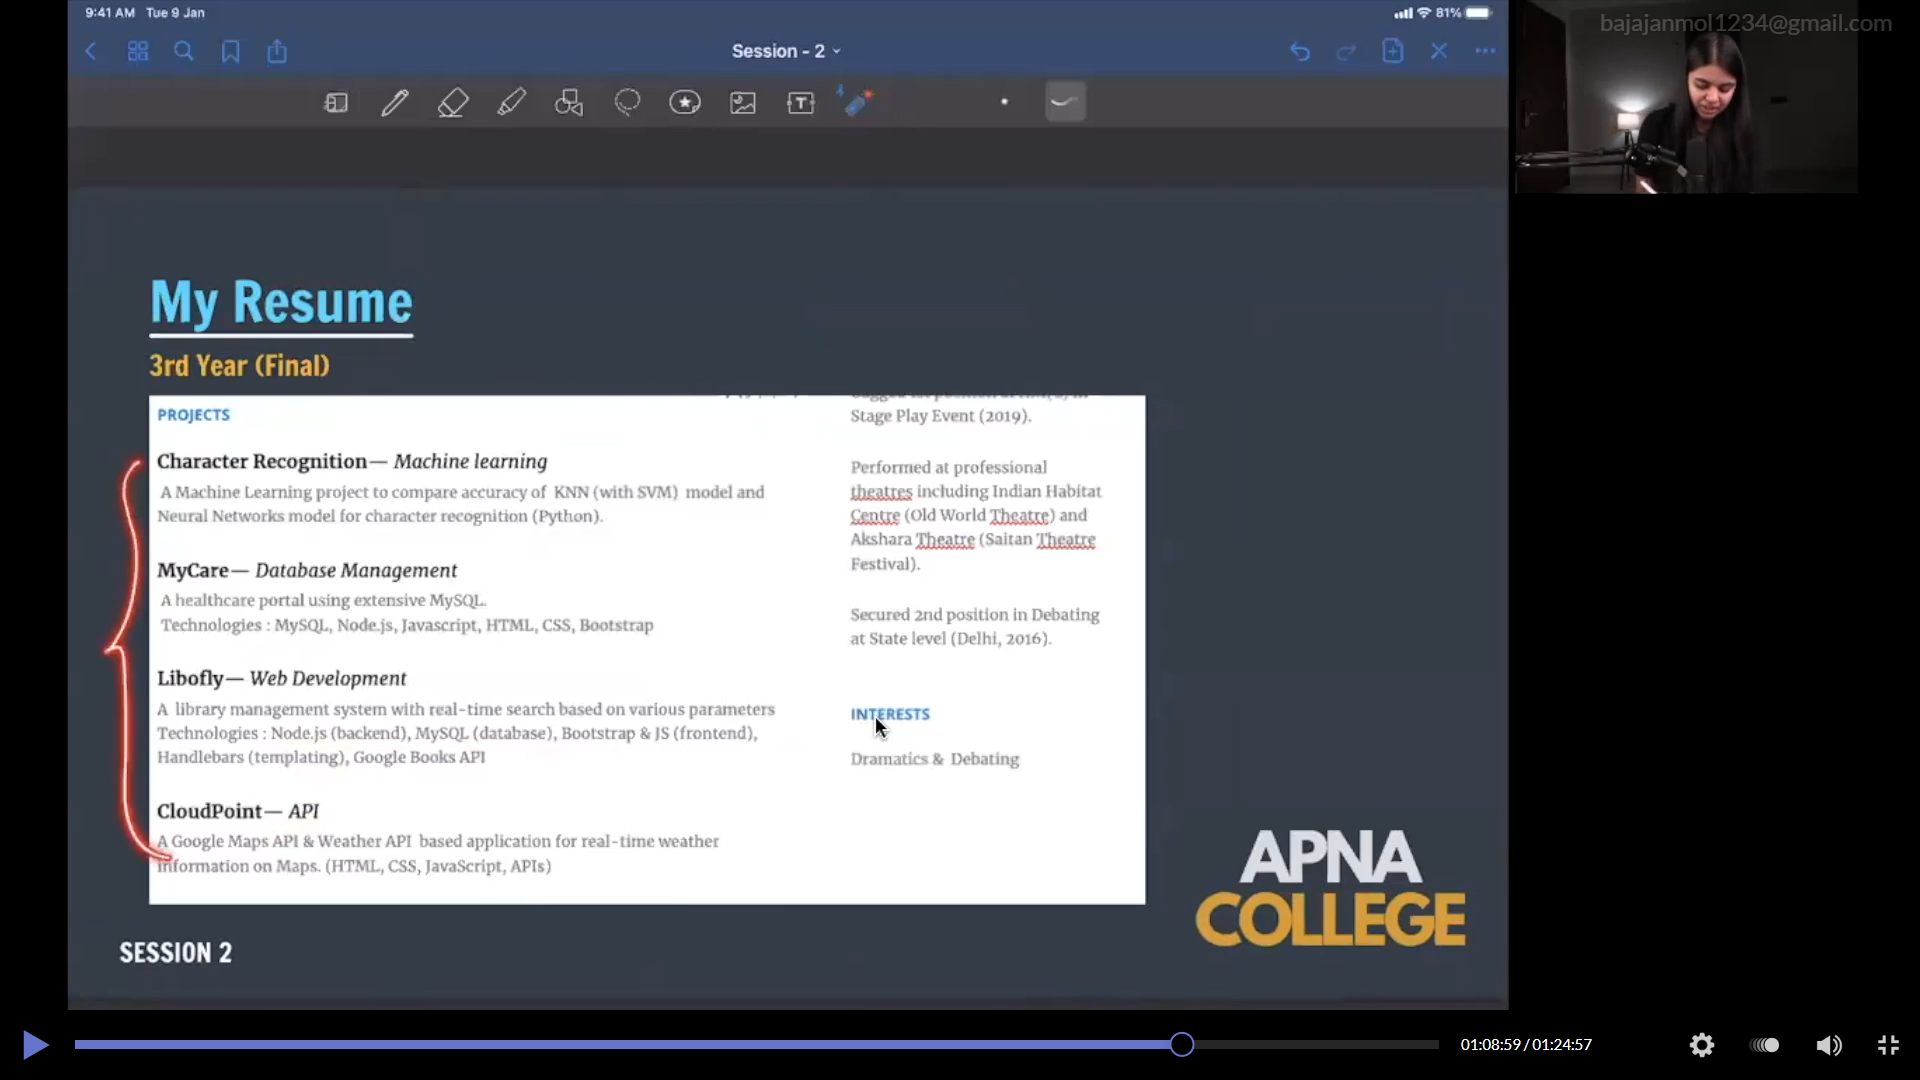 9:41 AM Tue 9 Jan
81%
bajajanmol1234@gmail.com
Session - 2
My Resume
3rd Year (Final)
PROJECTS
Character Recognition— Machine learning
A Machine Learning project to compare accuracy of KNN (with SVM) model and
Neural Networks model for character recognition (Python).
MyCare— Database Management
A healthcare portal using extensive MySQL.
Technologies : MySQL, Node.js, Javascript, HTML, CSS, Bootstrap
Libofly— Web Development
A library management system with real-time search based on various parameters
Technologies : Node.js (backend), MySQL (database), Bootstrap & JS (frontend),
Handlebars (templating), Google Books API
CloudPoint— API
A Google Maps API & Weather API based application for real-time weather
information on Maps. (HTML, CSS, JavaScript, APIs)
Stage Play Event (2019).
Performed at professional
theatres including Indian Habitat
Centre (Old World Theatre) and
Akshara Theatre (Saitan Theatre
Festival).
Secured 2nd position in Debating
at State level (Delhi, 2016).
INTERESTS
Dramatics & Debating
APNA
COLLEGE
SESSION 2
01:08:59 / 01:24:57